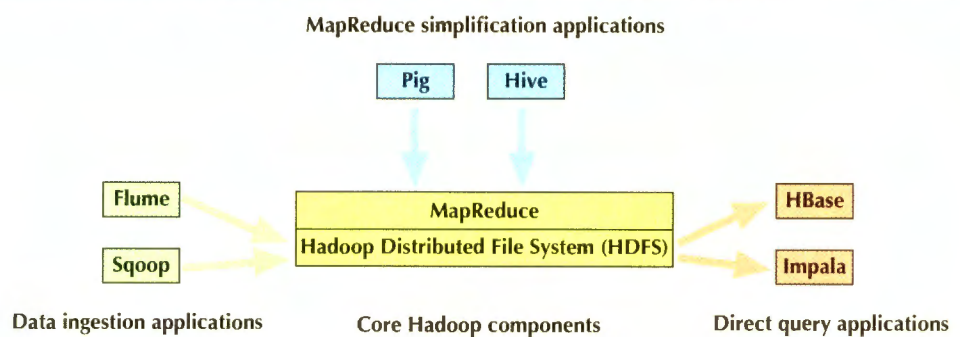 MapReduce simplification applications
Pig
Hive
Flume
Sqoop
MapReduce
Hadoop Distributed File System (HDFS)
HBase
Impala
Data ingestion applications
Core Hadoop components
Direct query applications